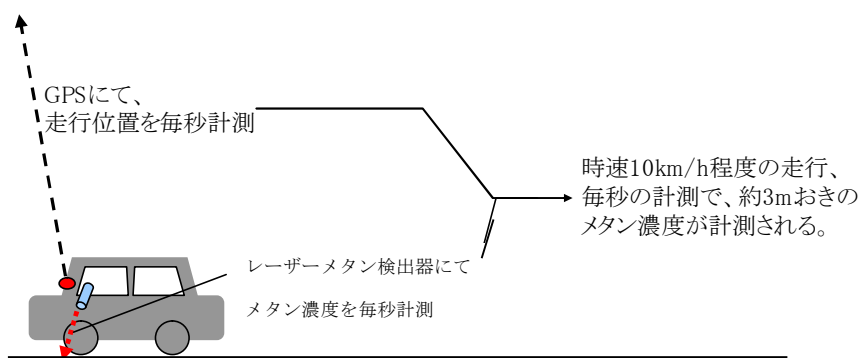 GPSにて、
走行位置を毎秒計測
時速10km/h程度の走行、
毎秒の計測で、約3mおきの
メタン濃度が計測される。
レーザーメタン検出器にて
メタン濃度を毎秒計測